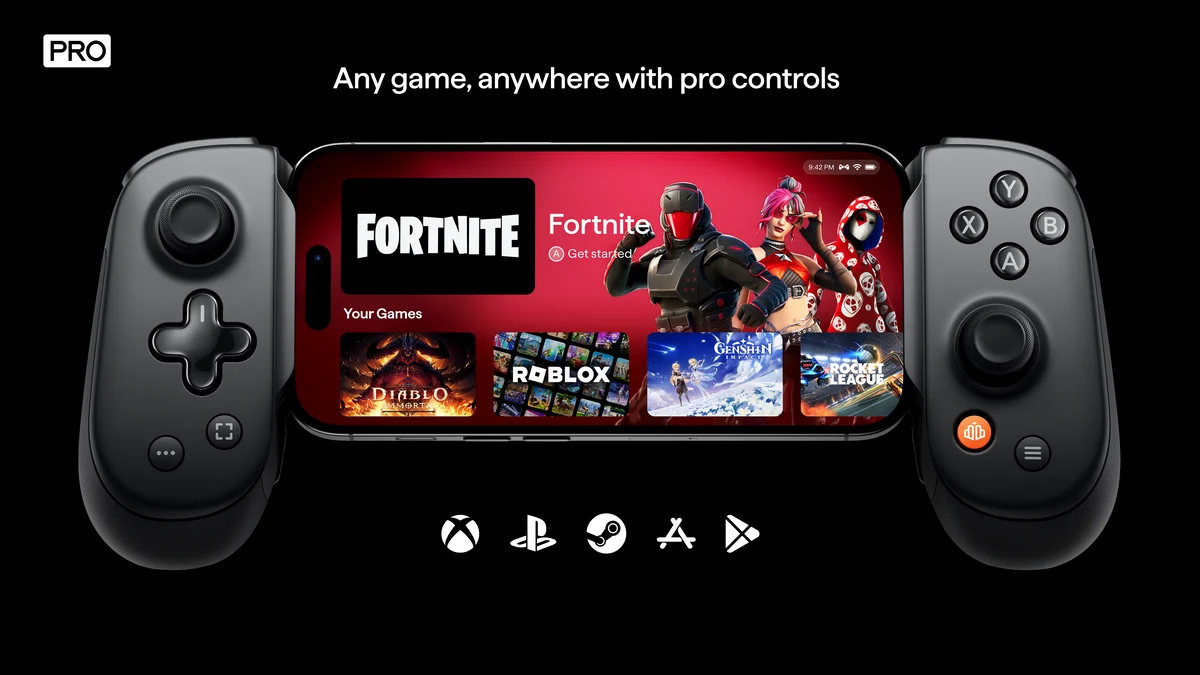 PRO
Any game, anywhere with pro controls
9:42 PM
FORTNITE
Fortnite
A Get started
Your Games
DIABLO
IMMORTAL
ROBLOX
GENSHIN
IMPACT
ROCKET
LEAGUE
Y
X
B
A